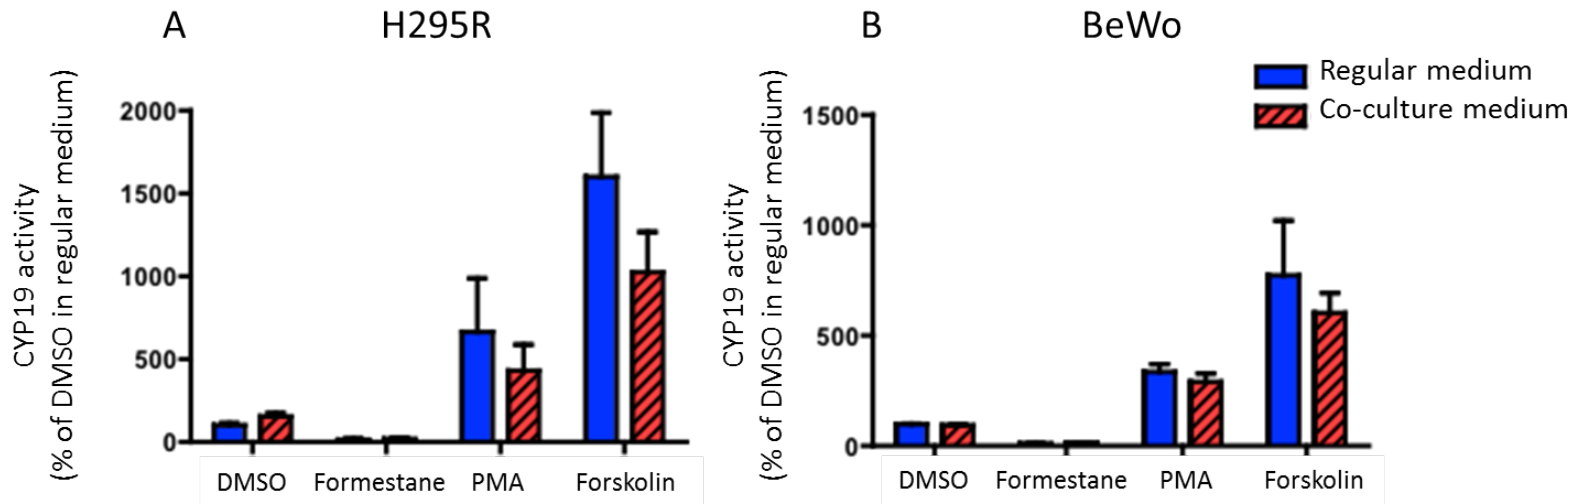 A
H295R
CYP19 activity
(% of DMSO in regular medium)
2000
1500
1000
500
0
DMSO
Formestane
PMA
Forskolin
B
BeWo
Regular medium
Co-culture medium
CYP19 activity
(% of DMSO in regular medium)
1500
1000
500
0
DMSO
Formestane
PMA
Forskolin